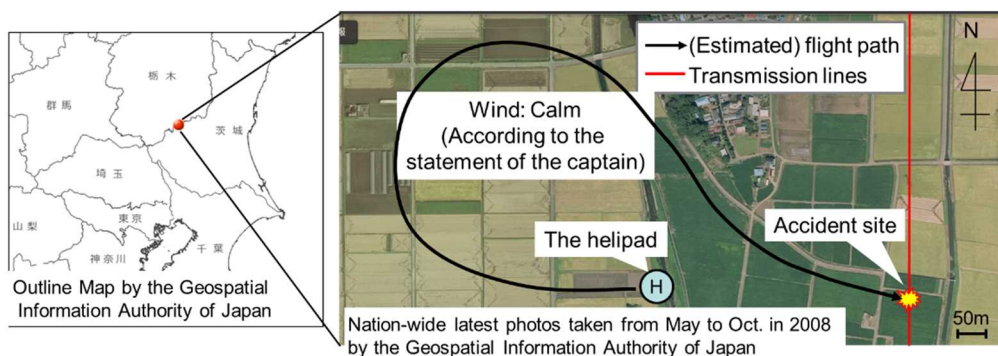 栃木
群馬
茨城
埼玉
山梨
東京
神奈川
千葉
Outline Map by the Geospatial
Information Authority of Japan
(Estimated) flight path
Transmission lines
N
Wind: Calm
(According to the
statement of the captain)
Accident site
The helipad
H
50m
Nation-wide latest photos taken from May to Oct. in 2008
by the Geospatial Information Authority of Japan